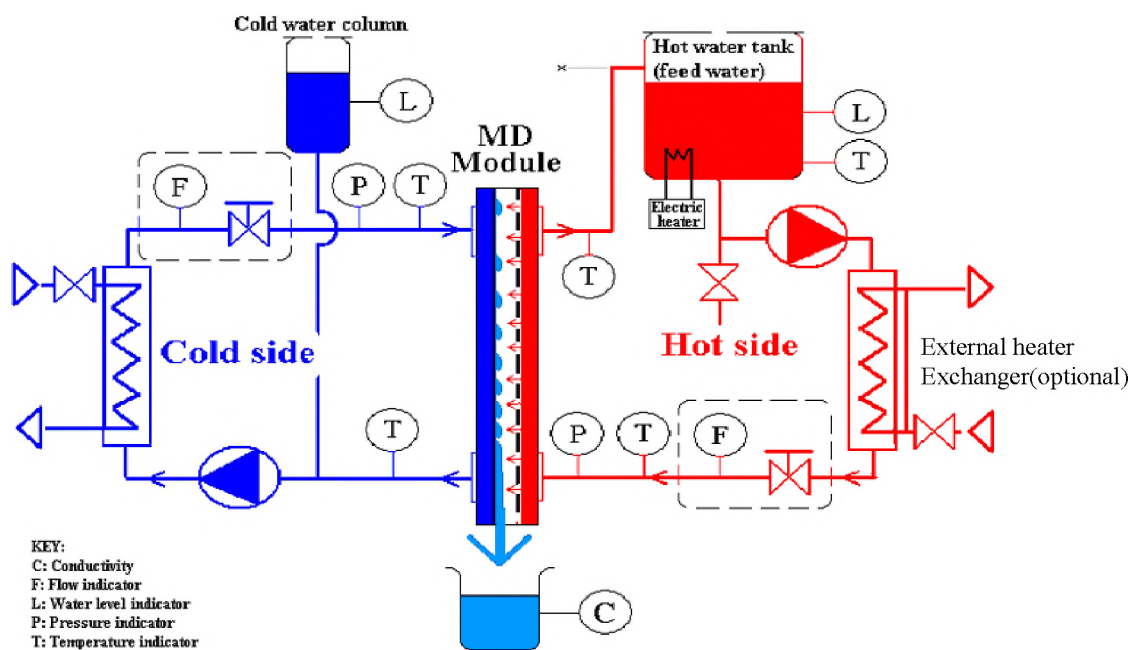 Cold water column
Hot water tank
(feed water)
L
L
MD
Module
T
F
P
T
Electric
heater
T
Cold side
Hot side
External heater
Exchanger(optional)
T
P
T
F
KEY:
C: Conductivity
F: Flow indicator
L: Water level indicator
P: Pressure indicator
T: Temperature indicator
C